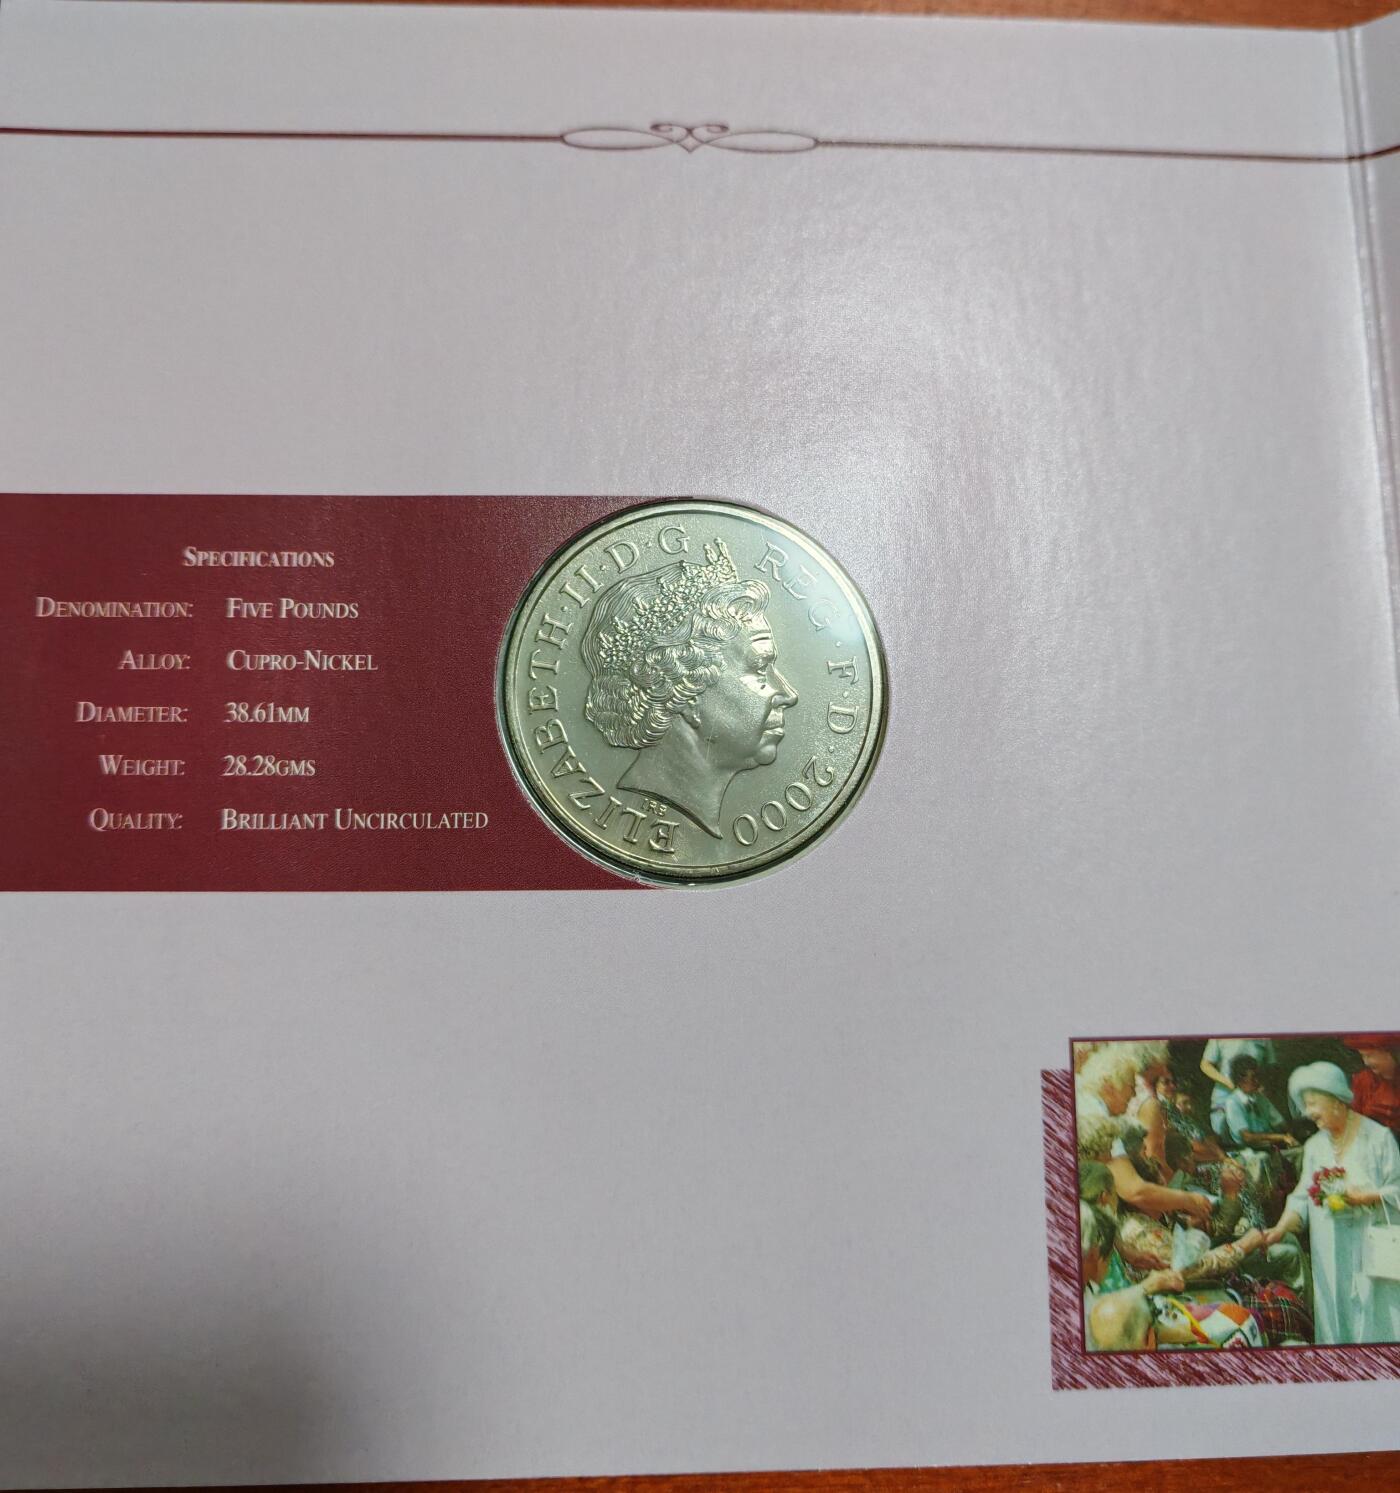 SPECIFICATIONS
DENOMINATION: FIVE POUNDS
ALLOY: CUPRO-NICKEL
DIAMETER: 38.61MM
WEIGHT: 28.28GMS
QUALITY: BRILLIANT UNCIRCULATED
ELIZABETH·II·D·G REG·F·D·2000
IRB